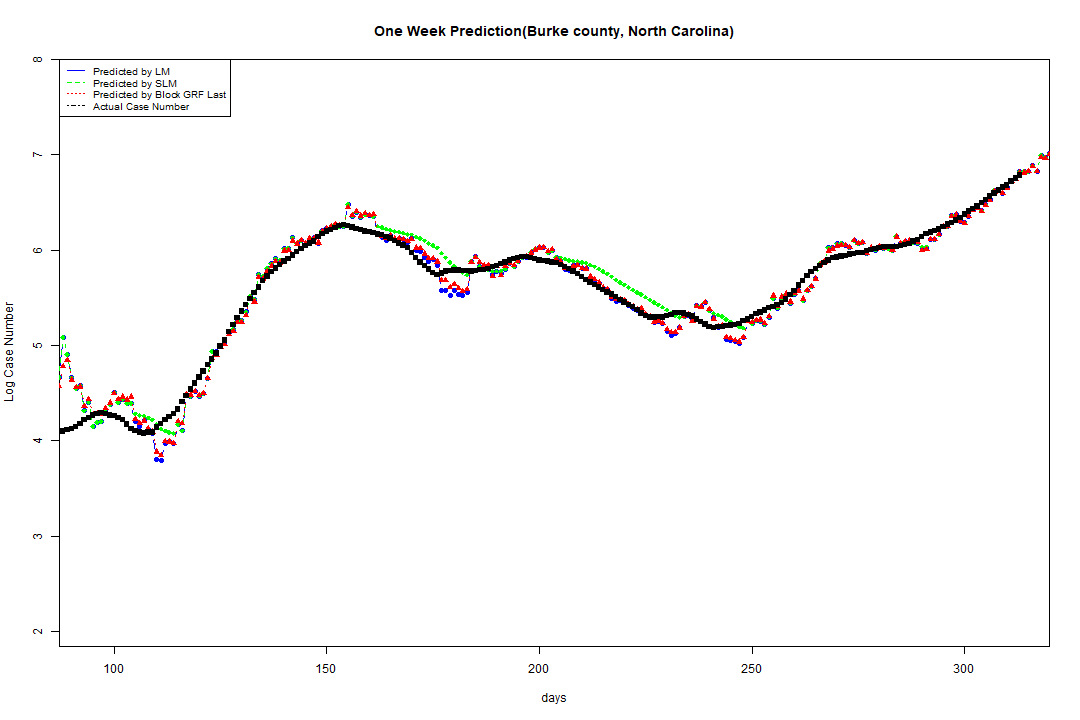 One Week Prediction(Burke county, North Carolina)
Predicted by LM
Predicted by SLM
Predicted by Block GRF Last
Actual Case Number
8
7
6
5
4
3
2
Log Case Number
100 150 200 250 300
days